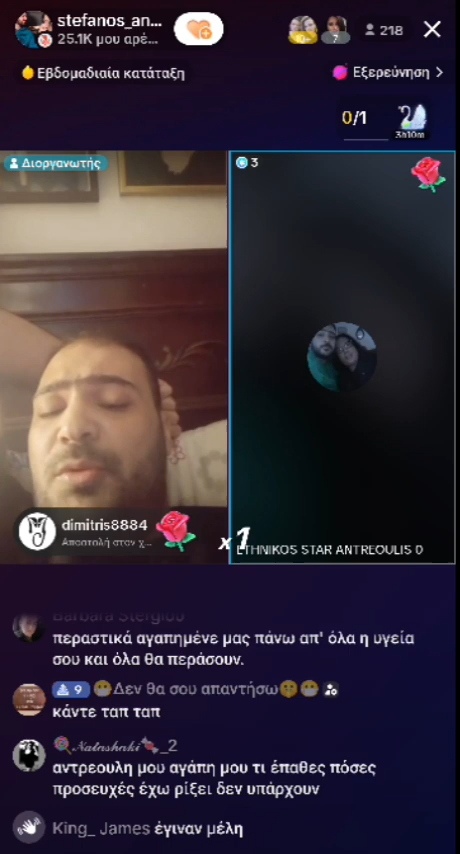 stefanos_an...
25.1K μου αρέ...
10+
7
218
Εβδομαδιαία κατάταξη
Εξερεύνηση >
0/1
3h10m
Διοργανωτής
3
dimitris8884
Αποστολή στον χ...
x 1
ETHNIKOS STAR ANTREOULIS 0
Barbara Stergiou
περαστικά αγαπημένε μας πάνω απ' όλα η υγεία
σου και όλα θα περάσουν.
9 😷Δεν θα σου απαντήσω🤫😷
κάντε ταπ ταπ
🍭𝒩𝒶𝓉𝒶𝓈𝒽𝒶𝓀𝒾🍬_2
αντρεουλη μου αγάπη μου τι έπαθες πόσες
προσευχές έχω ρίξει δεν υπάρχουν
King_ James έγιναν μέλη